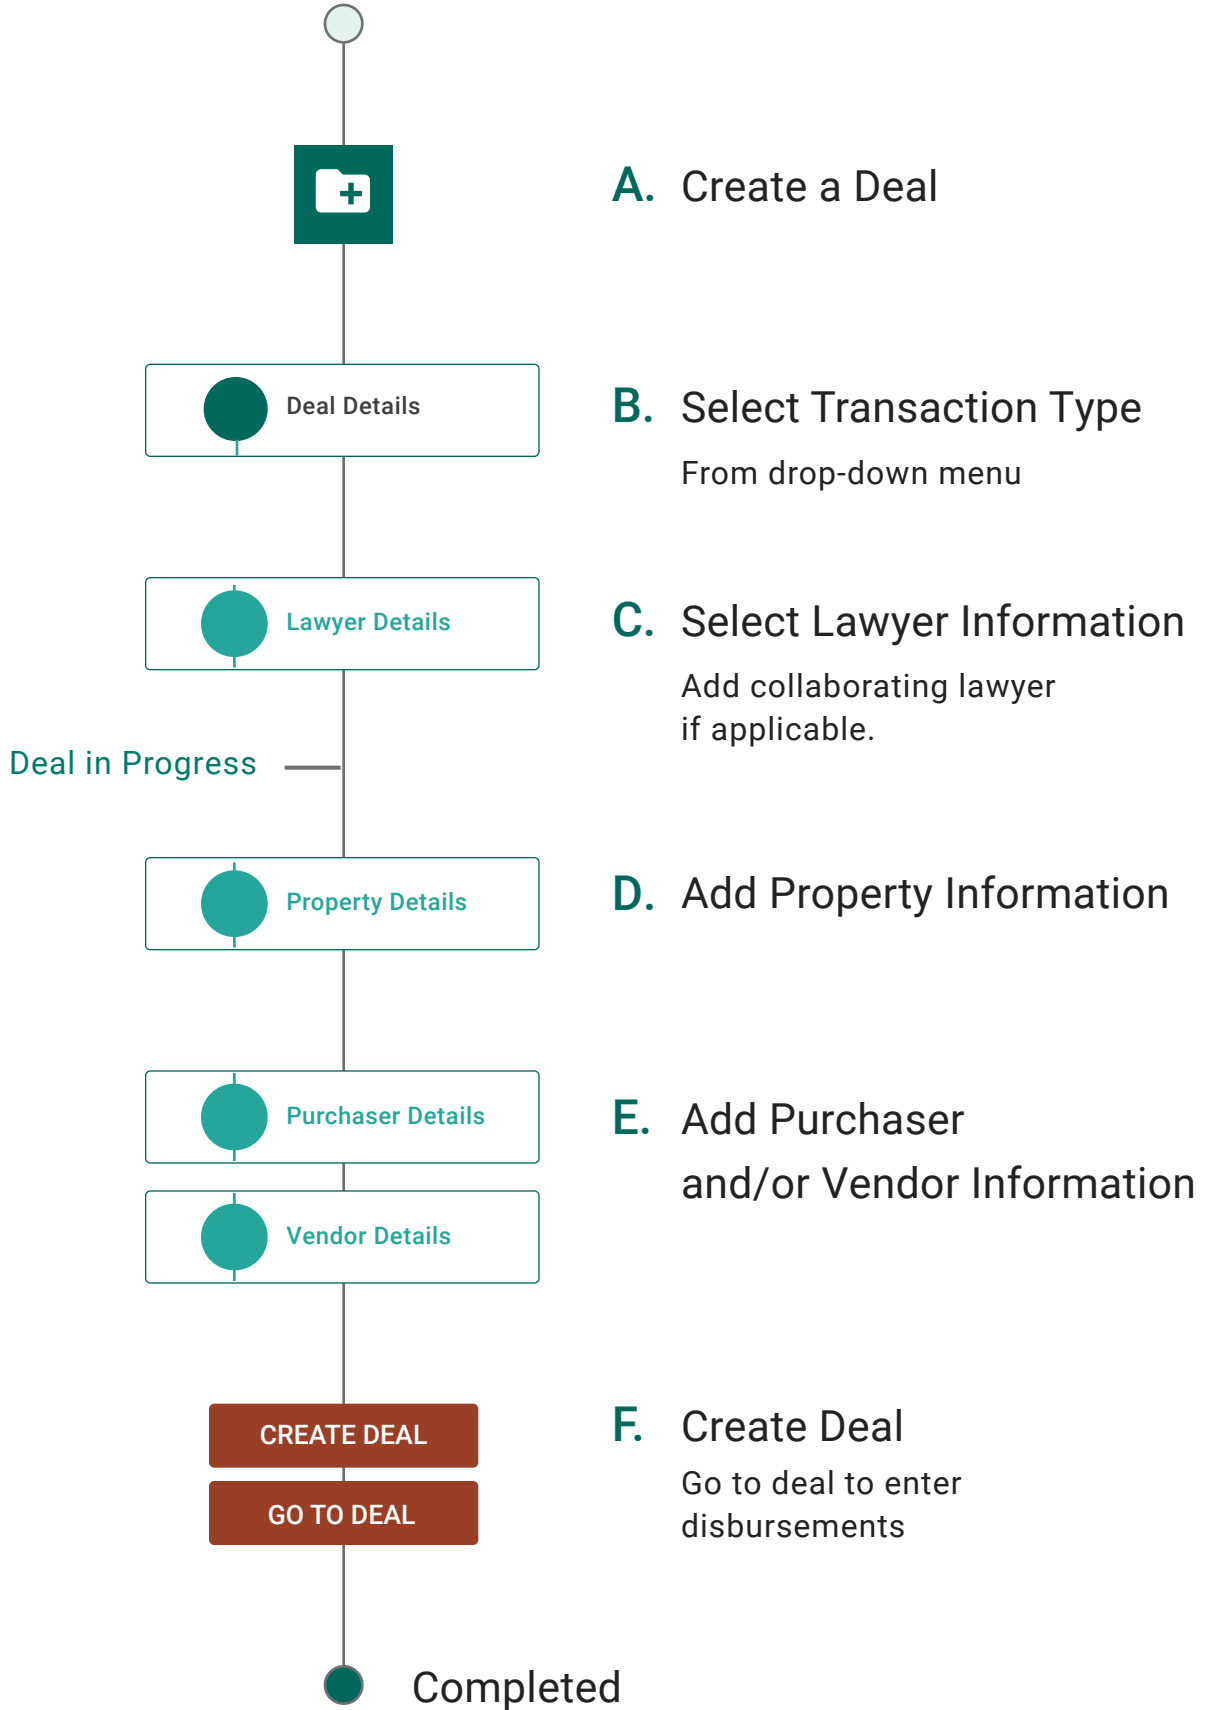 A. Create a Deal
Deal Details
B. Select Transaction Type
From drop-down menu
Lawyer Details
C. Select Lawyer Information
Add collaborating lawyer
if applicable.
Deal in Progress
Property Details
D. Add Property Information
Purchaser Details
E. Add Purchaser
and/or Vendor Information
Vendor Details
CREATE DEAL
F. Create Deal
Go to deal to enter
disbursements
GO TO DEAL
Completed